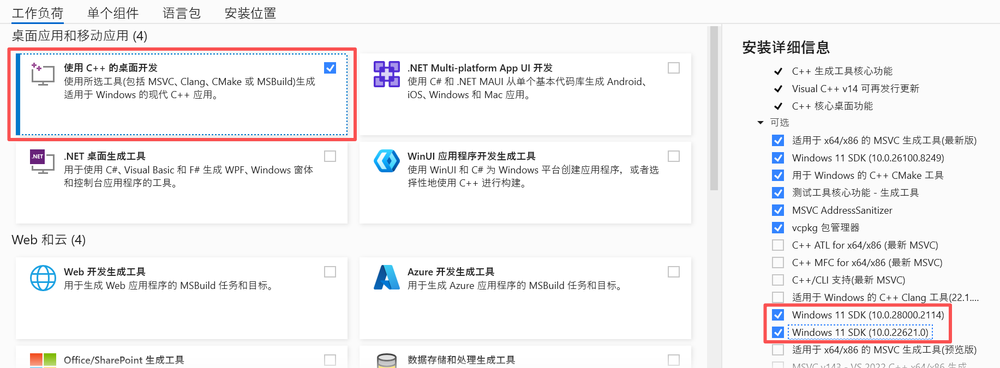 工作负荷 单个组件 语言包 安装位置
桌面应用和移动应用 (4)
使用 C++ 的桌面开发
使用所选工具(包括 MSVC、Clang、CMake 或 MSBuild)生成
适用于 Windows 的现代 C++ 应用。
.NET Multi-platform App UI 开发
使用 C# 和 .NET MAUI 从单个基本代码库生成 Android、
iOS、Windows 和 Mac 应用。
.NET
.NET 桌面生成工具
用于使用 C#、Visual Basic 和 F# 生成 WPF、Windows 窗体
和控制台应用程序的工具。
WinUI 应用程序开发生成工具
使用 WinUI 和 C# 为 Windows 平台创建应用程序，或者选
择性地使用 C++ 进行构建。
Web 和云 (4)
Web 开发生成工具
用于生成 Web 应用程序的 MSBuild 任务和目标。
Azure 开发生成工具
用于生成 Azure 应用程序的 MSBuild 任务和目标。
Office/SharePoint 生成工具
数据存储和处理生成工具
安装详细信息
C++ 生成工具核心功能
Visual C++ v14 可再发行更新
C++ 核心桌面功能
可选
适用于 x64/x86 的 MSVC 生成工具(最新版)
Windows 11 SDK (10.0.26100.8249)
用于 Windows 的 C++ CMake 工具
测试工具核心功能 - 生成工具
MSVC AddressSanitizer
vcpkg 包管理器
C++ ATL for x64/x86 (最新 MSVC)
C++ MFC for x64/x86 (最新 MSVC)
C++/CLI 支持(最新 MSVC)
适用于 Windows 的 C++ Clang 工具(22.1....
Windows 11 SDK (10.0.28000.2114)
Windows 11 SDK (10.0.22621.0)
适用于 x64/x86 的 MSVC 生成工具(预览版)
MSVC v143 - VS 2022 C++ x64/x86 生成